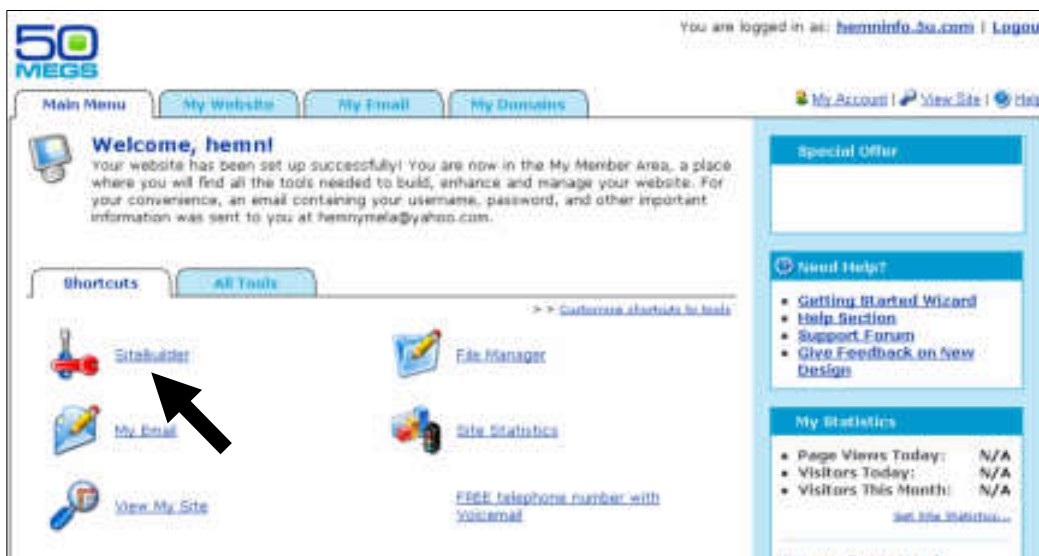 50
MEGS
You are logged in as: hemninfo.5u.com | Logou
Main Menu
My Website
My Email
My Domains
My Account | View Site | Help
Welcome, hemn!
Your website has been set up successfully! You are now in the My Member Area, a place
where you will find all the tools needed to build, enhance and manage your website. For
your convenience, an email containing your username, password, and other important
information was sent to you at hemnymela@yahoo.com.
Special Offer
Need Help?
Getting Started Wizard
Help Section
Support Forum
Give Feedback on New
Design
Shortcuts
All Tools
> > Customize shortcuts to tools
SiteBuilder
File Manager
My Email
Site Statistics
View My Site
FREE telephone number with
Voicemail
My Statistics
Page Views Today: N/A
Visitors Today: N/A
Visitors This Month: N/A
Site Statistics...